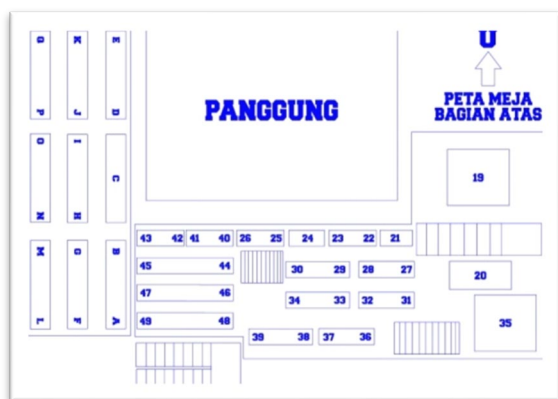 U
PETA MEJA
BAGIAN ATAS
PANGGUNG
Q K E
P J D
O I C
N H
M G B
L F A
19
43 42 41 40 26 25 24 23 22 21
45 44 30 29 28 27
20
47 46 34 33 32 31
49 48 35
39 38 37 36